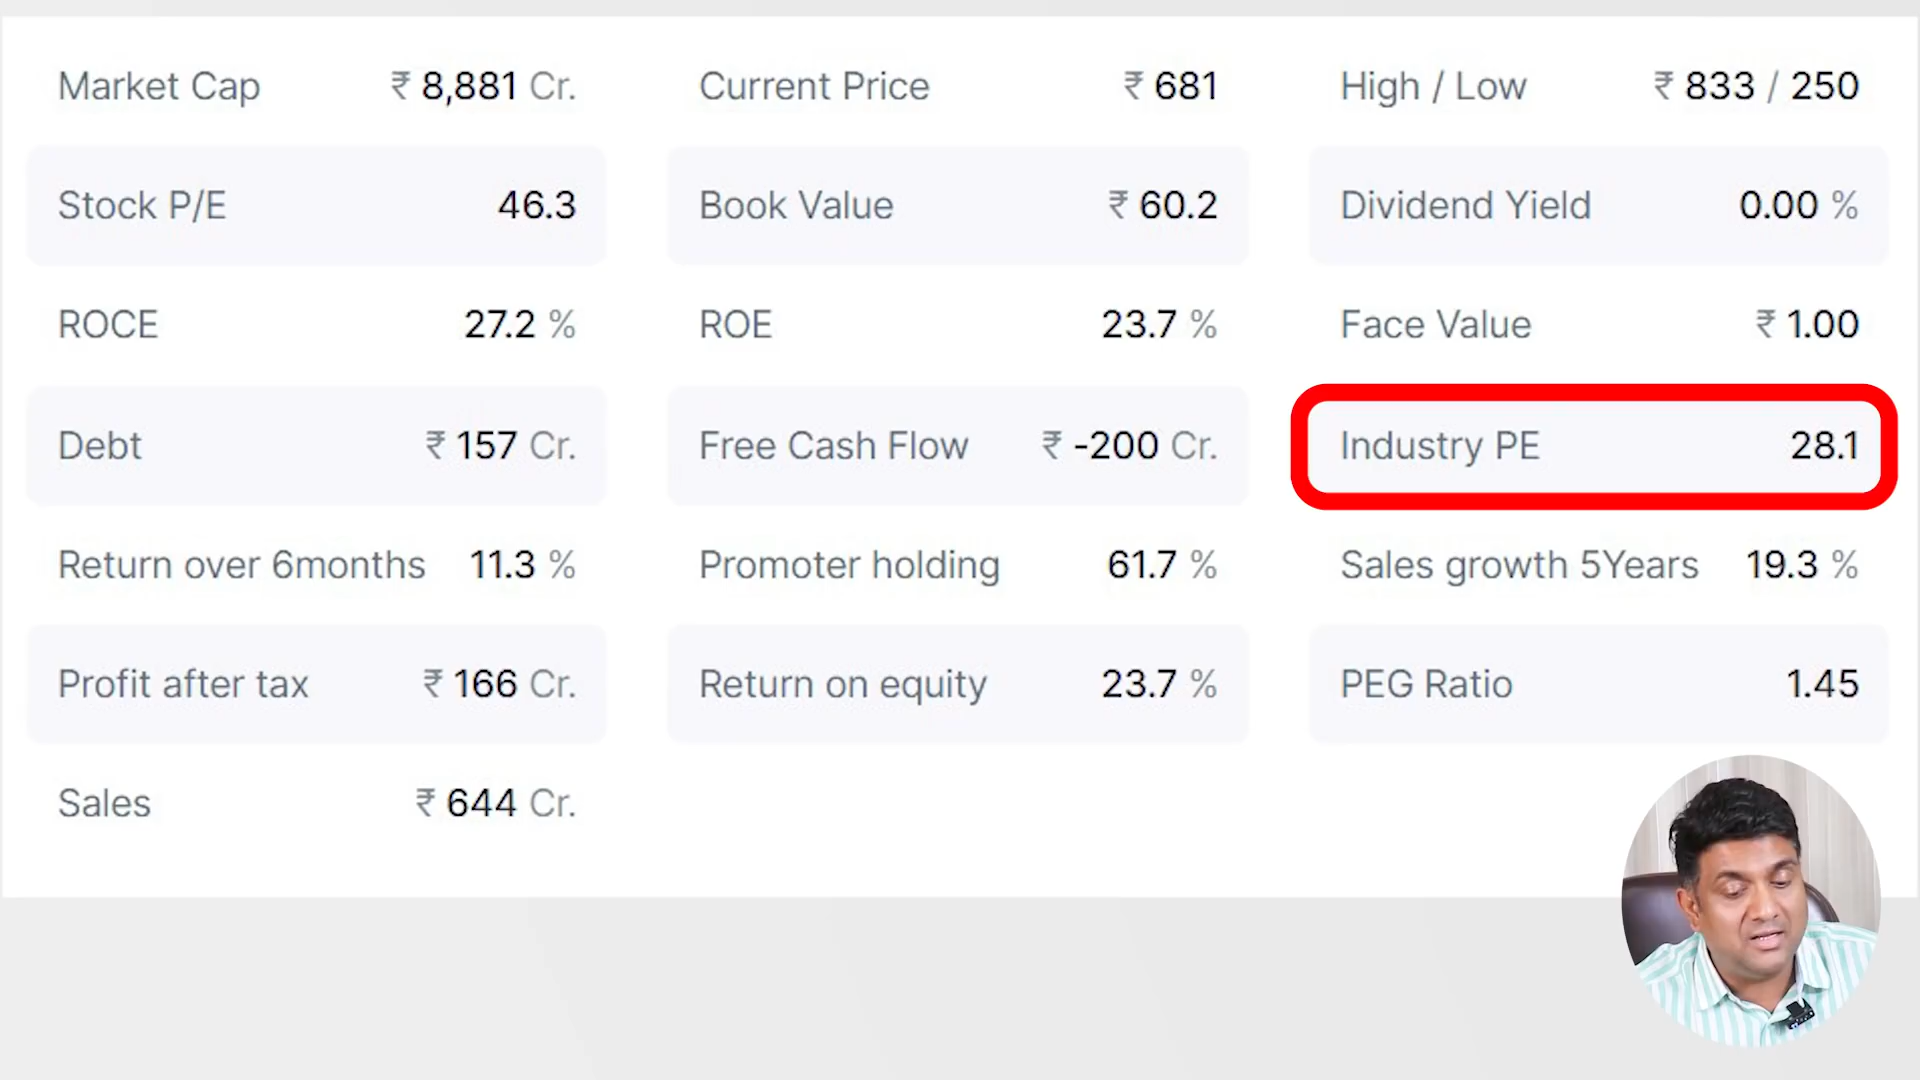 Market Cap ₹ 8,881 Cr.
Current Price ₹ 681
High / Low ₹ 833 / 250
Stock P/E 46.3
Book Value ₹ 60.2
Dividend Yield 0.00 %
ROCE 27.2 %
ROE 23.7 %
Face Value ₹ 1.00
Debt ₹ 157 Cr.
Free Cash Flow ₹ -200 Cr.
Industry PE 28.1
Return over 6months 11.3 %
Promoter holding 61.7 %
Sales growth 5Years 19.3 %
Profit after tax ₹ 166 Cr.
Return on equity 23.7 %
PEG Ratio 1.45
Sales ₹ 644 Cr.